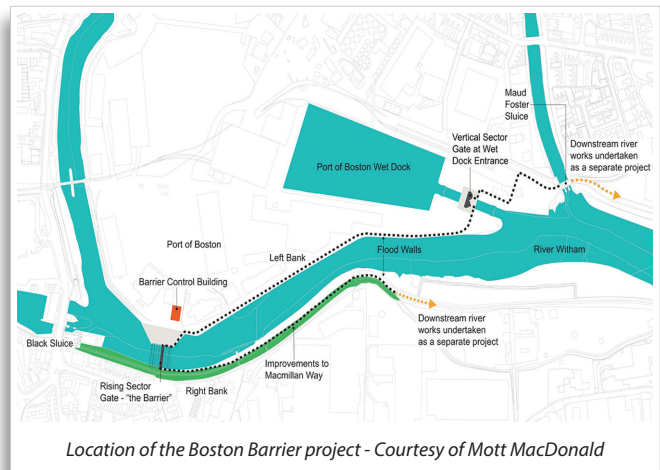 Maud
Foster
Sluice
Vertical Sector
Gate at Wet
Dock Entrance
Downstream river
works undertaken
as a separate project
Port of Boston Wet Dock
Port of Boston
Left Bank
Flood Walls
River Witham
Barrier Control Building
Downstream river
works undertaken
as a separate project
Black Sluice
Improvements to
Macmillan Way
Rising Sector
Gate - "the Barrier"
Right Bank
Location of the Boston Barrier project - Courtesy of Mott MacDonald